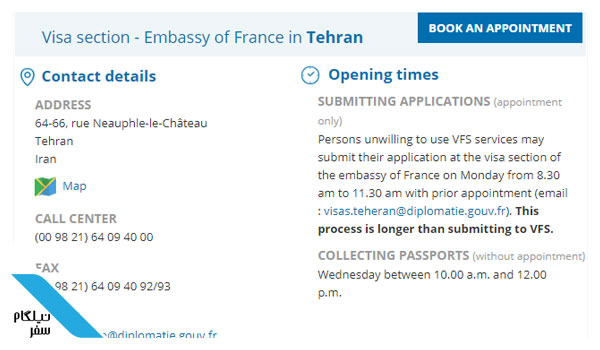 Visa section - Embassy of France in Tehran
BOOK AN APPOINTMENT
Contact details
ADDRESS
64-66, rue Neauphle-le-Château
Tehran
Iran
Map
CALL CENTER
(00 98 21) 64 09 40 00
FAX
98 21) 64 09 40 92/93
@diplomatie.gouv.fr
Opening times
SUBMITTING APPLICATIONS (appointment
only)
Persons unwilling to use VFS services may
submit their application at the visa section of
the embassy of France on Monday from 8.30
am to 11.30 am with prior appointment (email
: visas.teheran@diplomatie.gouv.fr). This
process is longer than submitting to VFS.
COLLECTING PASSPORTS (without appointment)
Wednesday between 10.00 a.m. and 12.00
p.m.
نیلگام
سفر